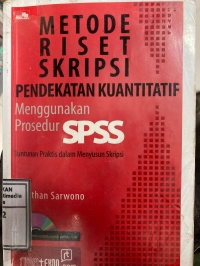 METODE
RISET
SKRIPSI
PENDEKATAN KUANTITATIF
Menggunakan
Prosedur SPSS
Tuntunan Praktis dalam Menyusun Skripsi
than Sarwono